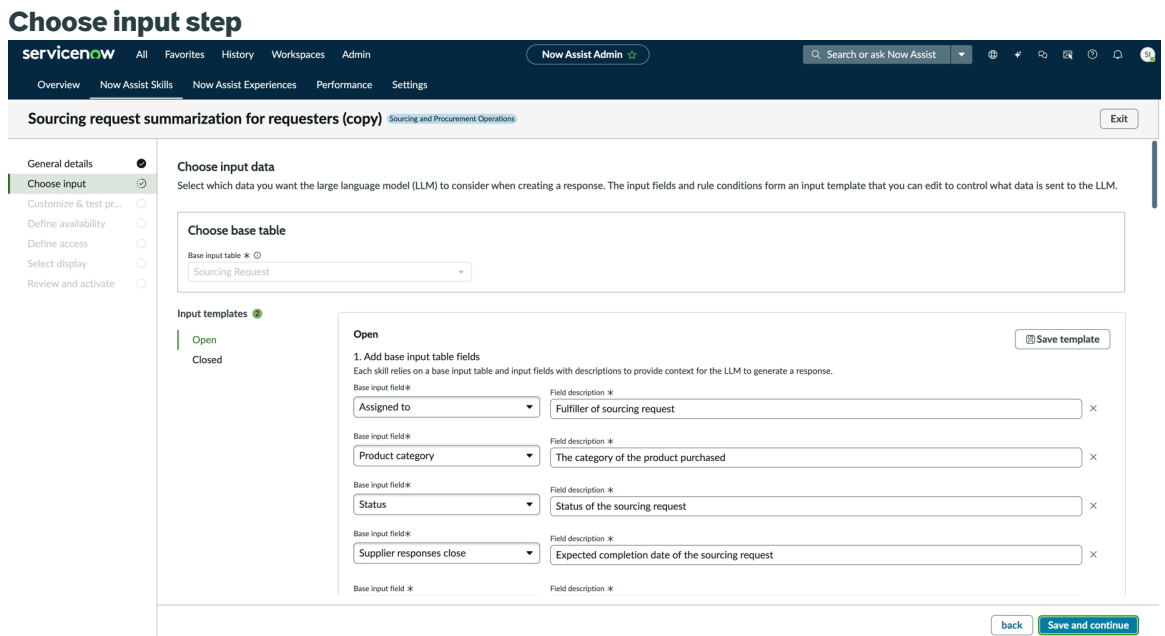 Choose input step
servicenow All Favorites History Workspaces Admin Now Assist Admin Search or ask Now Assist SI
Overview Now Assist Skills Now Assist Experiences Performance Settings
Sourcing request summarization for requesters (copy) Sourcing and Procurement Operations Exit
General details
Choose input
Customize & test pr...
Define availability
Define access
Select display
Review and activate
Choose input data
Select which data you want the large language model (LLM) to consider when creating a response. The input fields and rule conditions form an input template that you can edit to control what data is sent to the LLM.
Choose base table
Base input table *
Sourcing Request
Input templates 2
Open
Closed
Open
Save template
1. Add base input table fields
Each skill relies on a base input table and input fields with descriptions to provide context for the LLM to generate a response.
Base input field* Field description *
Assigned to Fulfiller of sourcing request
Base input field* Field description *
Product category The category of the product purchased
Base input field* Field description *
Status Status of the sourcing request
Base input field* Field description *
Supplier responses close Expected completion date of the sourcing request
Base input field * Field description *
back Save and continue